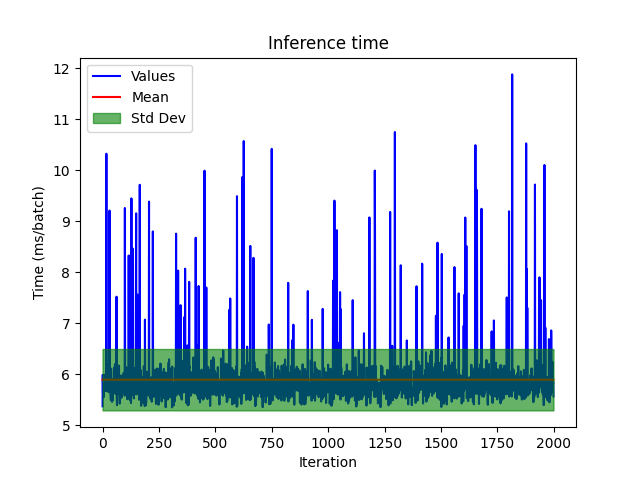 Inference time
12
11
10
9
8
7
6
5
Time (ms/batch)
Values
Mean
Std Dev
0 250 500 750 1000 1250 1500 1750 2000
Iteration